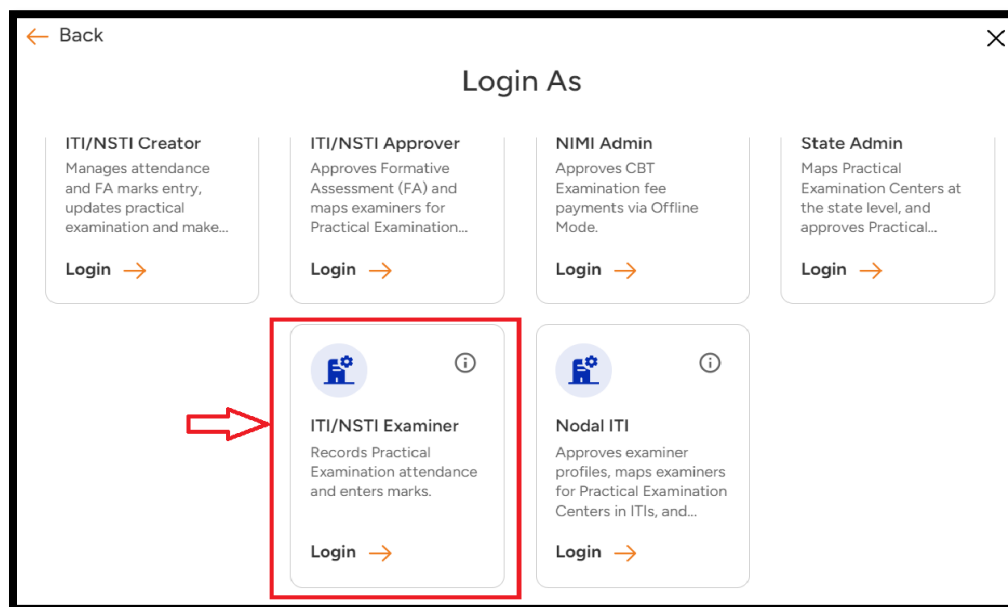 Back
Login As
ITI/NSTI Creator
Manages attendance
and FA marks entry,
updates practical
examination and make...
Login
ITI/NSTI Approver
Approves Formative
Assessment (FA) and
maps examiners for
Practical Examination...
Login
NIMI Admin
Approves CBT
Examination fee
payments via Offline
Mode.
Login
State Admin
Maps Practical
Examination Centers at
the state level, and
approves Practical...
Login
ITI/NSTI Examiner
Records Practical
Examination attendance
and enters marks.
Login
Nodal ITI
Approves examiner
profiles, maps examiners
for Practical Examination
Centers in ITIs, and...
Login